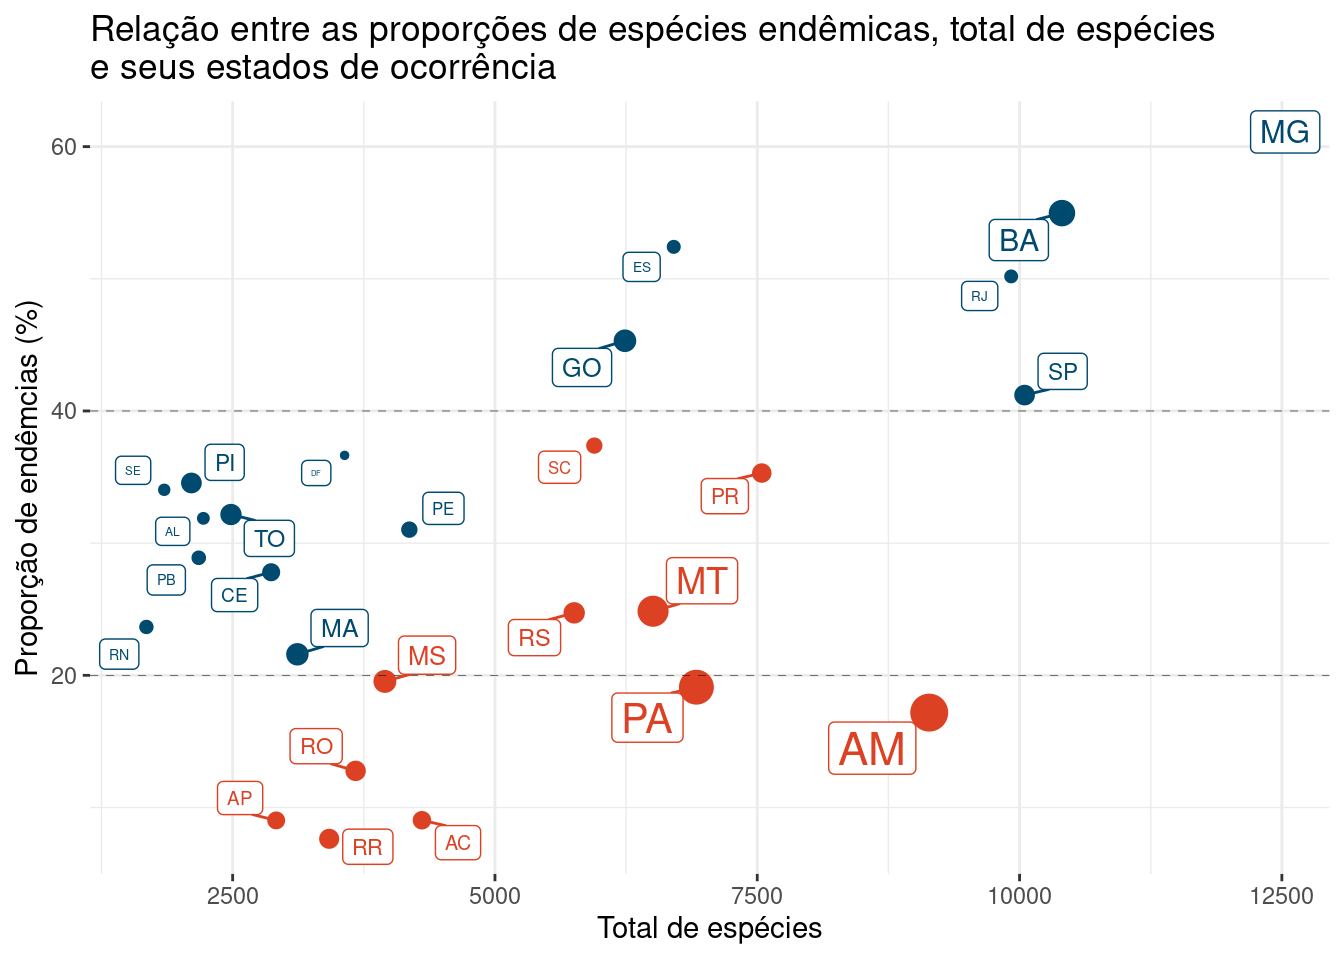 Relação entre as proporções de espécies endêmicas, total de espécies
e seus estados de ocorrência
Proporção de endêmcias (%)
60
40
20
MG
BA
ES
RJ
GO
SP
SE
PI
DF
SC
PR
PE
AL
TO
PB
CE
MT
MA
RS
RN
MS
PA
RO
AM
AP
RR
AC
2500
5000
7500
10000
12500
Total de espécies